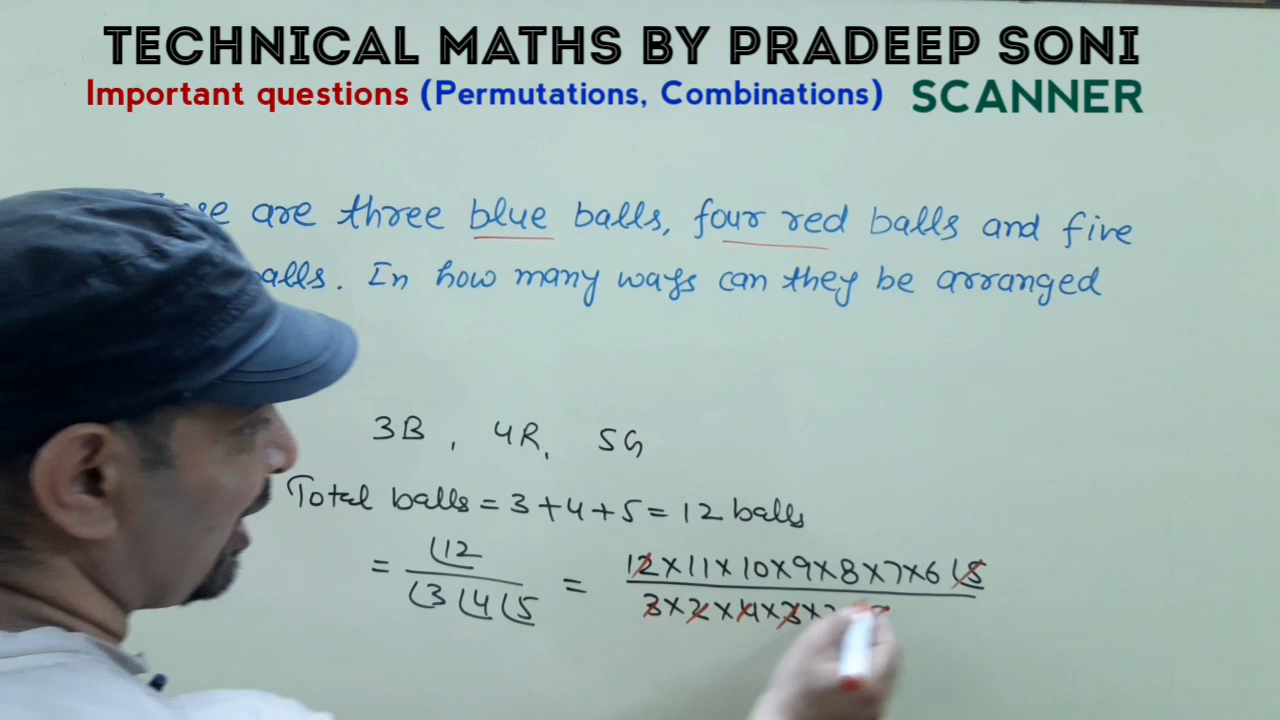 TECHNICAL MATHS BY PRADEEP SONI
Important questions (Permutations, Combinations) SCANNER
are three blue balls, four red balls and five
balls. In how many ways can they be arranged
3B, 4R, 5G
Total balls = 3+4+5 = 12 balls
= ⌊12 / ⌊3 ⌊4 ⌊5 = 12×11×10×9×8×7×6 ⌊5 / 3×2×4×3×